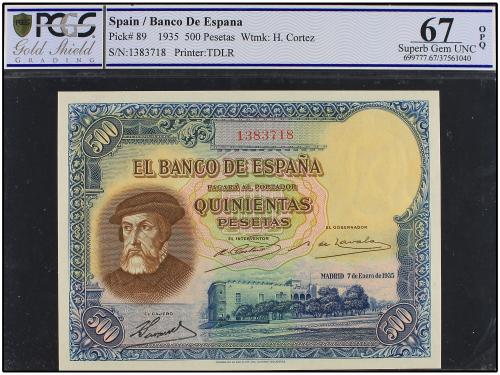 PCGS
Gold Shield
GRADING
Spain / Banco De Espana
Pick# 89 1935 500 Pesetas Wtmk: H. Cortez
S/N:1383718 Printer:TDLR
67
OPQ
Superb Gem UNC
699777.67/37561040
500
1383718
EL BANCO DE ESPAÑA
PAGARÁ AL PORTADOR
QUINIENTAS
PESETAS
EL INTERVENTOR
EL GOBERNADOR
MADRID 7 de Enero de 1935
EL CAJERO
500
500